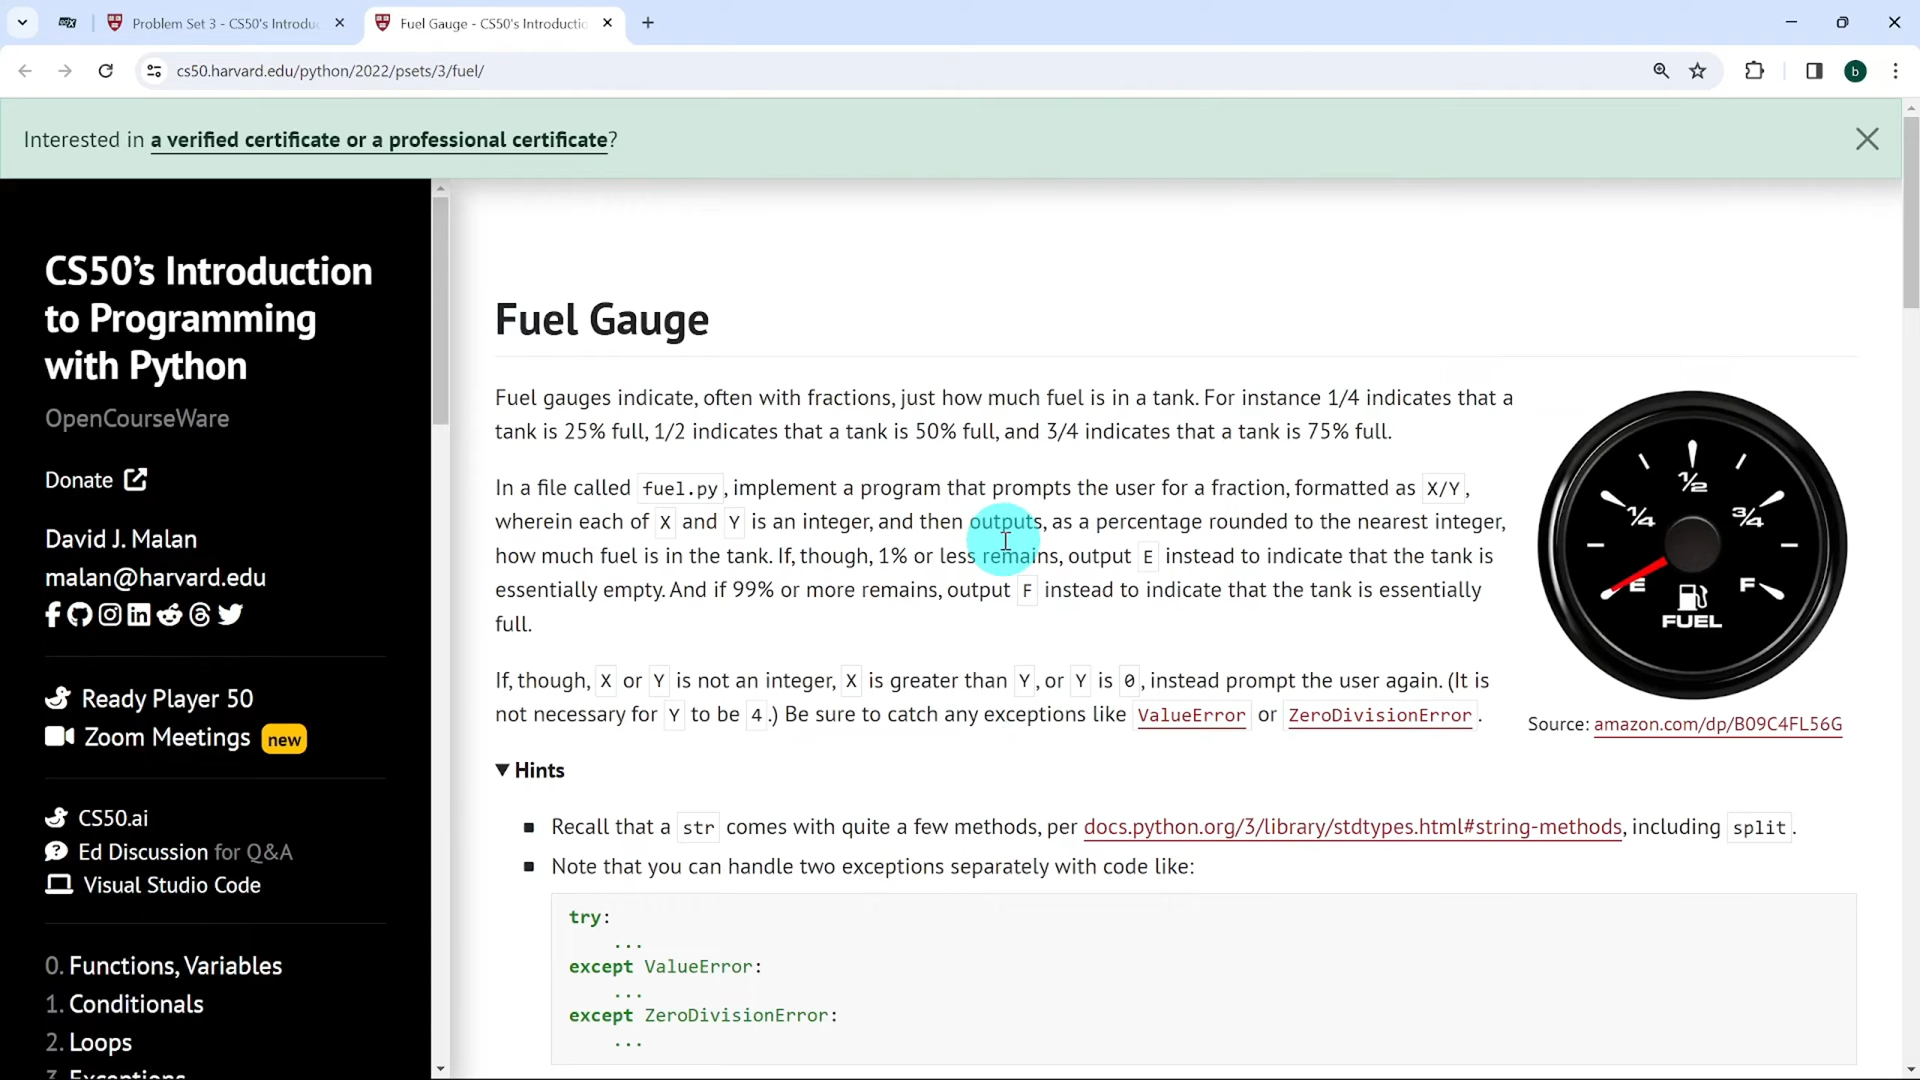 Problem Set 3 - CS50's Introduc
Fuel Gauge - CS50's Introductio
cs50.harvard.edu/python/2022/psets/3/fuel/
b
Interested in a verified certificate or a professional certificate?
CS50's Introduction
to Programming
with Python
OpenCourseWare
Donate
David J. Malan
malan@harvard.edu
Ready Player 50
Zoom Meetings new
CS50.ai
Ed Discussion for Q&A
Visual Studio Code
0. Functions, Variables
1. Conditionals
2. Loops
3. Exceptions
Fuel Gauge
Fuel gauges indicate, often with fractions, just how much fuel is in a tank. For instance 1/4 indicates that a
tank is 25% full, 1/2 indicates that a tank is 50% full, and 3/4 indicates that a tank is 75% full.
In a file called fuel.py, implement a program that prompts the user for a fraction, formatted as X/Y,
wherein each of X and Y is an integer, and then outputs, as a percentage rounded to the nearest integer,
how much fuel is in the tank. If, though, 1% or less remains, output E instead to indicate that the tank is
essentially empty. And if 99% or more remains, output F instead to indicate that the tank is essentially
full.
If, though, X or Y is not an integer, X is greater than Y, or Y is 0, instead prompt the user again. (It is
not necessary for Y to be 4.) Be sure to catch any exceptions like ValueError or ZeroDivisionError.
1/2
1/4 3/4
E F
FUEL
Source: amazon.com/dp/B09C4FL56G
Hints
Recall that a str comes with quite a few methods, per docs.python.org/3/library/stdtypes.html#string-methods, including split.
Note that you can handle two exceptions separately with code like:
try:
...
except ValueError:
...
except ZeroDivisionError:
...